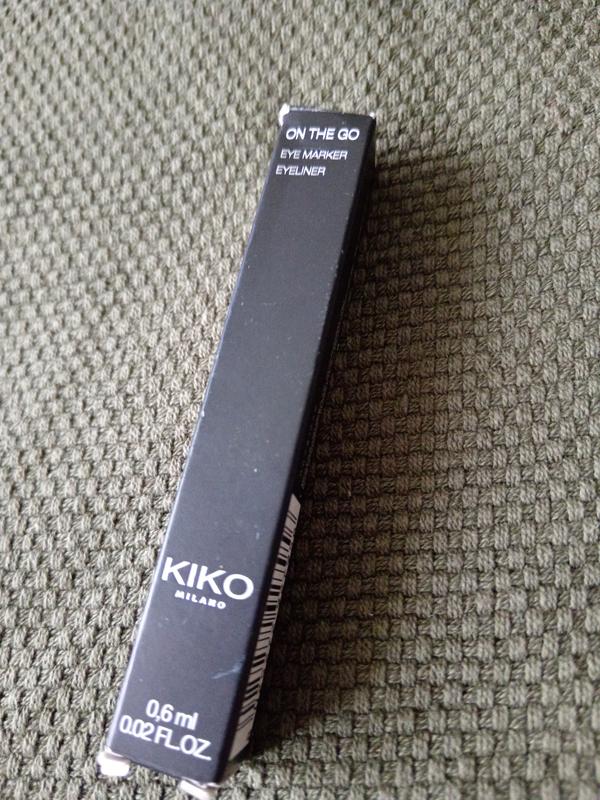 ON THE GO
EYE MARKER
EYELINER
KIKO
MILANO
0,6 ml
0.02 FL.OZ